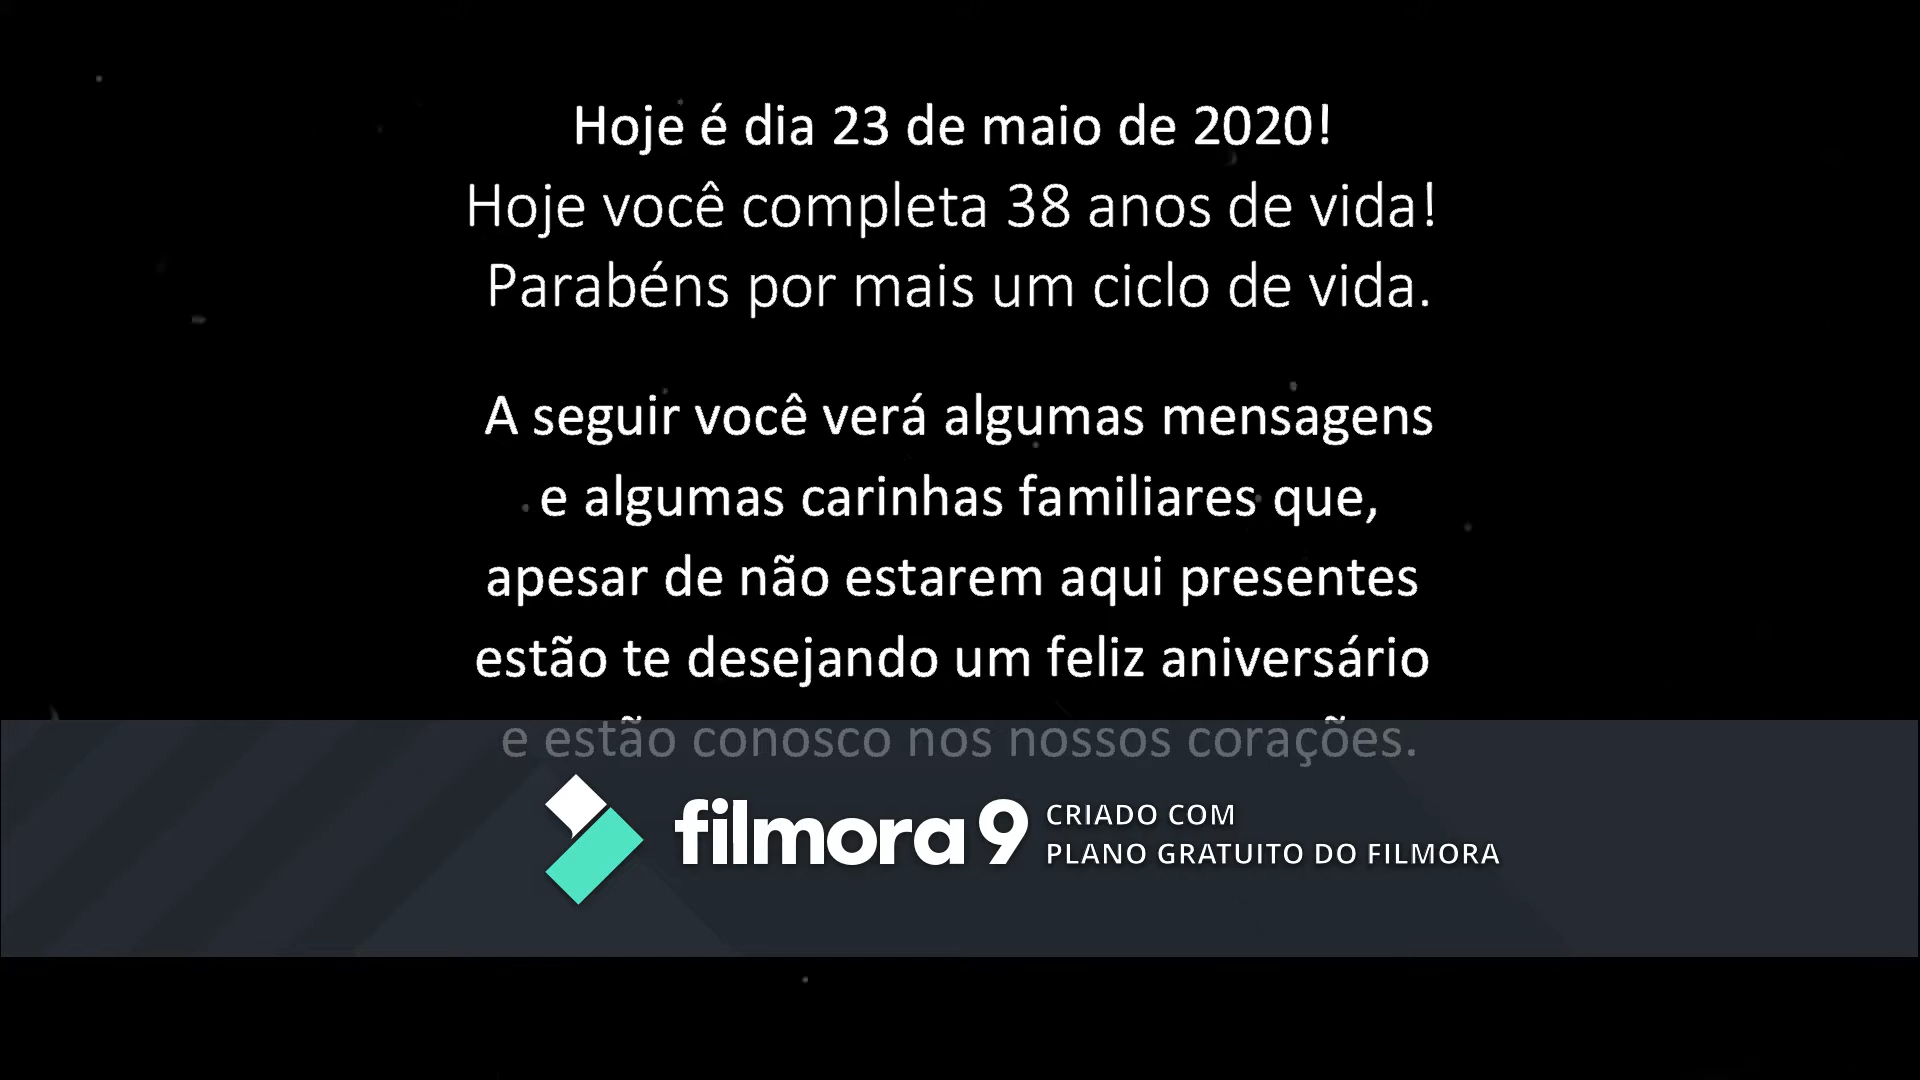 Hoje é dia 23 de maio de 2020!
Hoje você completa 38 anos de vida!
Parabéns por mais um ciclo de vida.
A seguir você verá algumas mensagens
e algumas carinhas familiares que,
apesar de não estarem aqui presentes
estão te desejando um feliz aniversário
e estão conosco nos nossos corações.
filmora 9
CRIADO COM
PLANO GRATUITO DO FILMORA